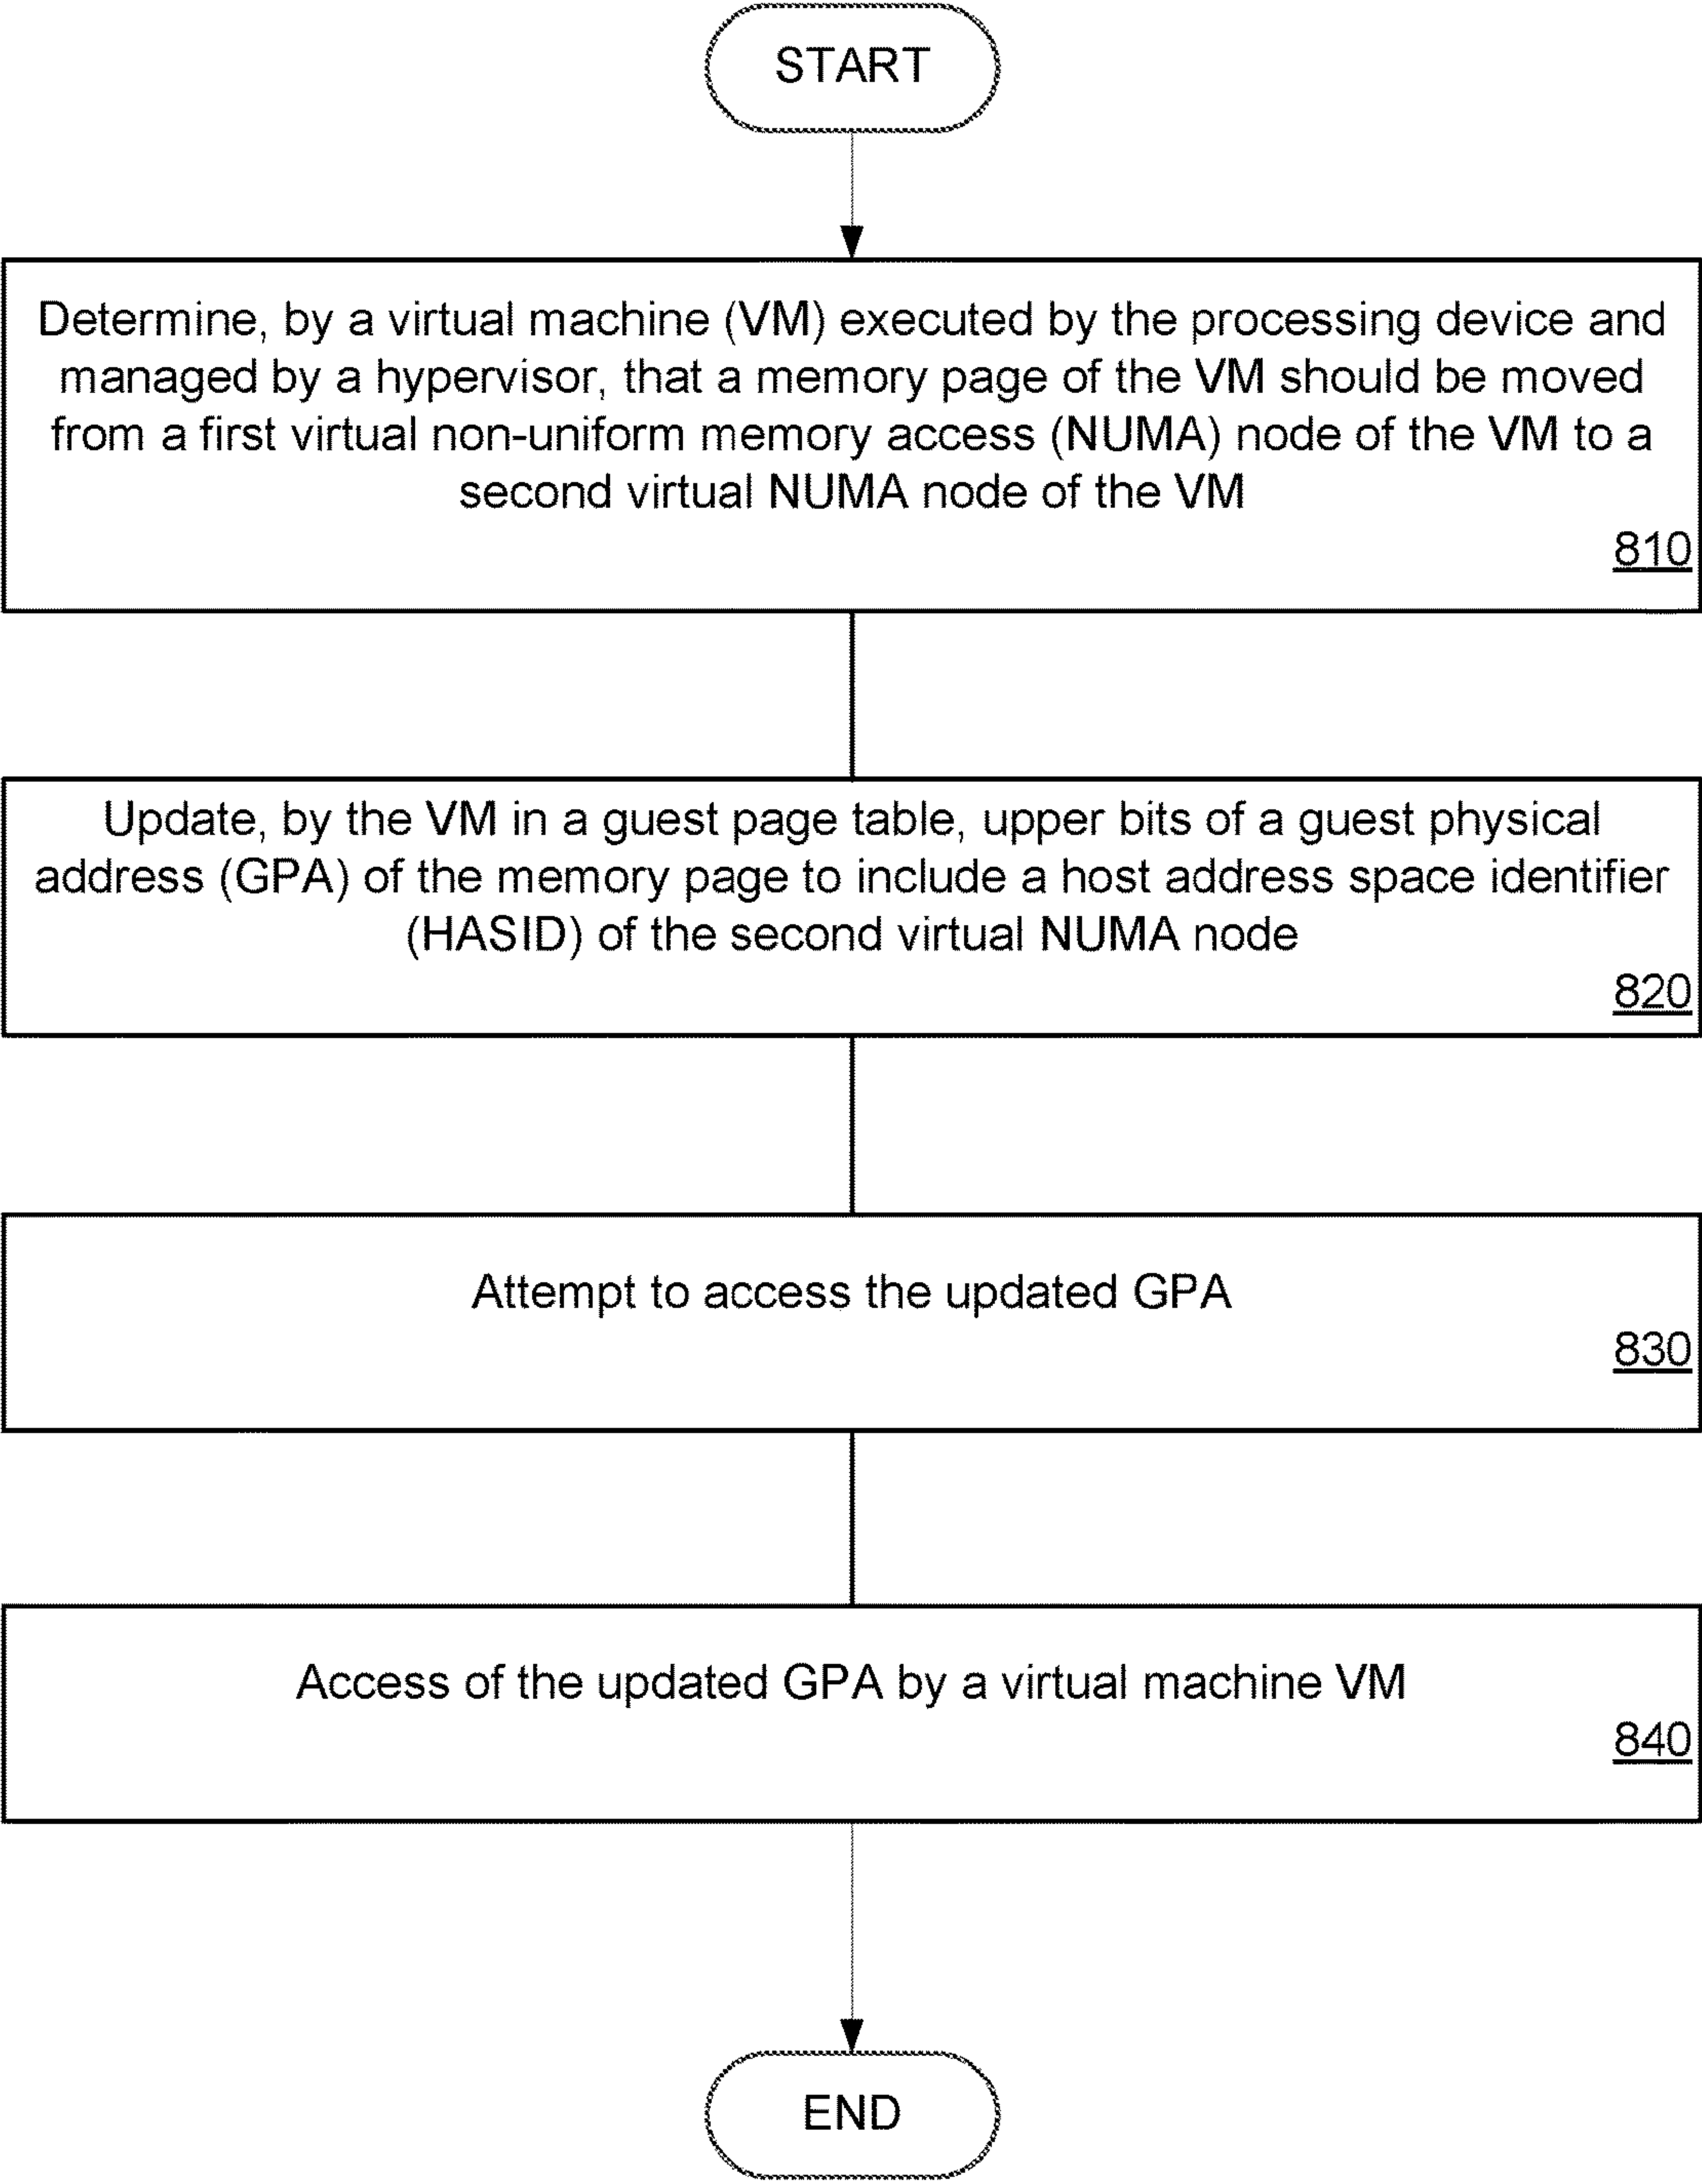 START
Determine, by a virtual machine (VM) executed by the processing device and
managed by a hypervisor, that a memory page of the VM should be moved
from a first virtual non-uniform memory access (NUMA) node of the VM to a
second virtual NUMA node of the VM
810
Update, by the VM in a guest page table, upper bits of a guest physical
address (GPA) of the memory page to include a host address space identifier
(HASID) of the second virtual NUMA node
820
Attempt to access the updated GPA
830
Access of the updated GPA by a virtual machine VM
840
END